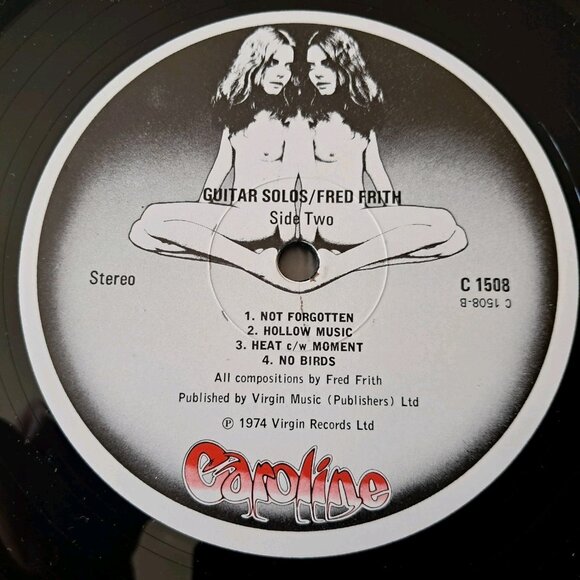 GUITAR SOLOS/FRED FRITH
Side Two
Stereo
C 1508
C 1508-B
1. NOT FORGOTTEN
2. HOLLOW MUSIC
3. HEAT c/w MOMENT
4. NO BIRDS
All compositions by Fred Frith
Published by Virgin Music (Publishers) Ltd
℗ 1974 Virgin Records Ltd
Caroline